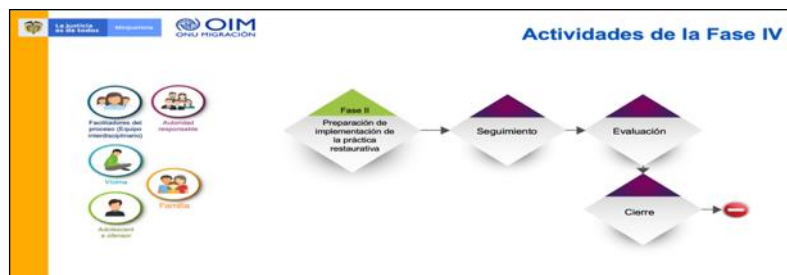 La justicia
es de todos
Minjusticia
OIM
ONU MIGRACIÓN
Actividades de la Fase IV
Facilitadores del
proceso (Equipo
interdisciplinario)
Autoridad
responsable
Víctima
Familia
Adolescent
e ofensor
Fase II
Preparación de
implementación de
la práctica
restaurativa
Seguimiento
Evaluación
Cierre